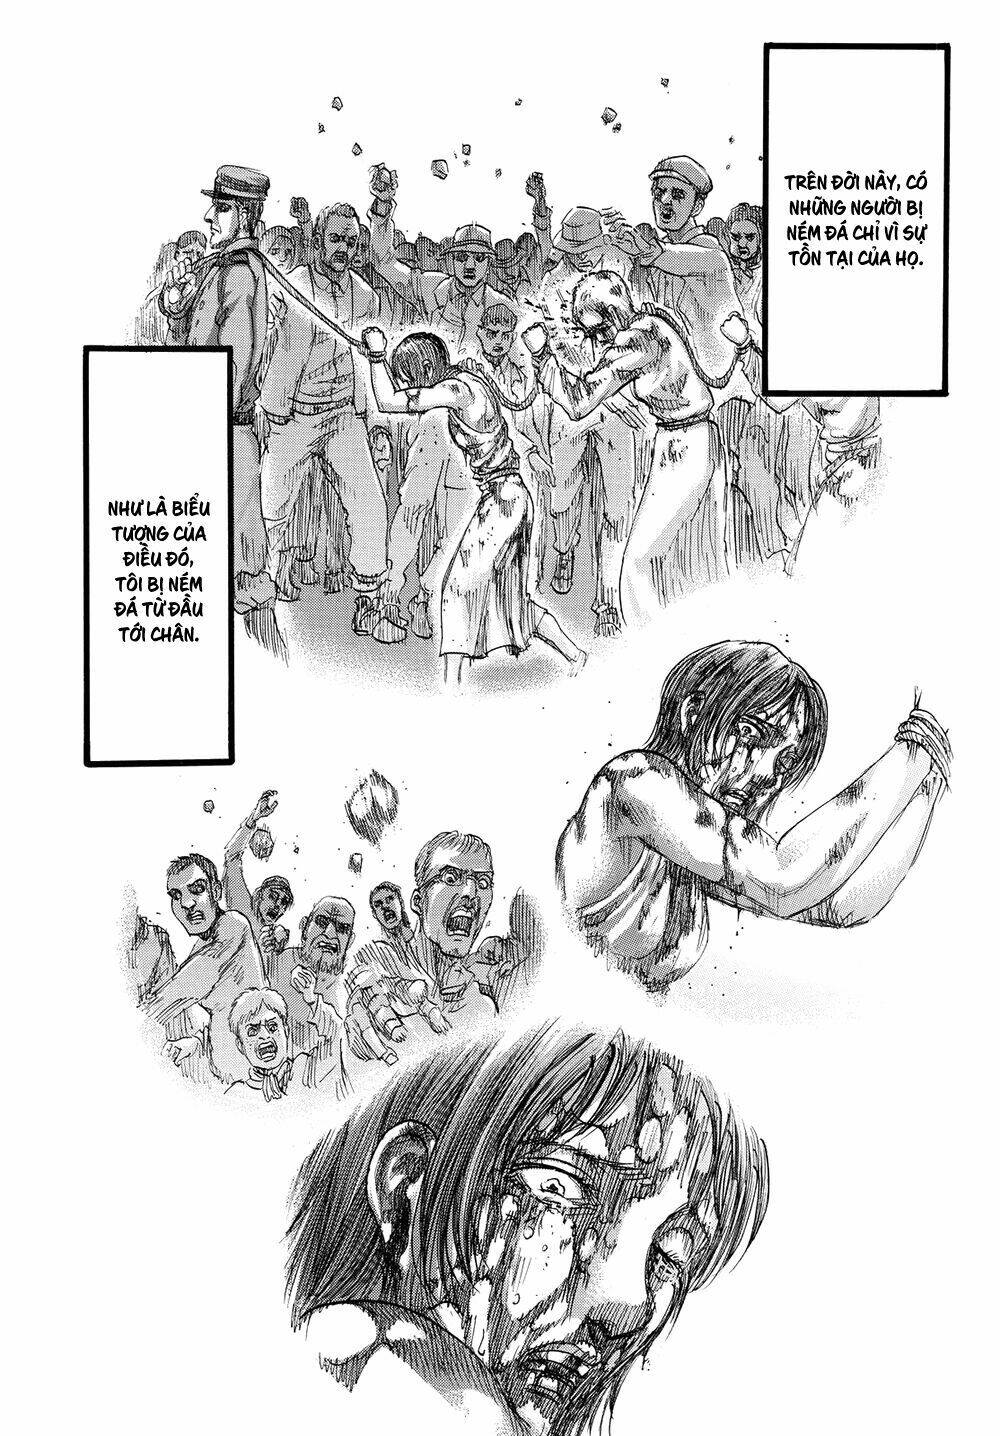 TRÊN ĐỜI NÀY, CÓ
NHỮNG NGƯỜI BỊ
NÉM ĐÁ CHỈ VÌ SỰ
TỒN TẠI CỦA HỌ.
NHƯ LÀ BIỂU
TƯỢNG CỦA
ĐIỀU ĐÓ,
TÔI BỊ NÉM
ĐÁ TỪ ĐẦU
TỚI CHÂN.